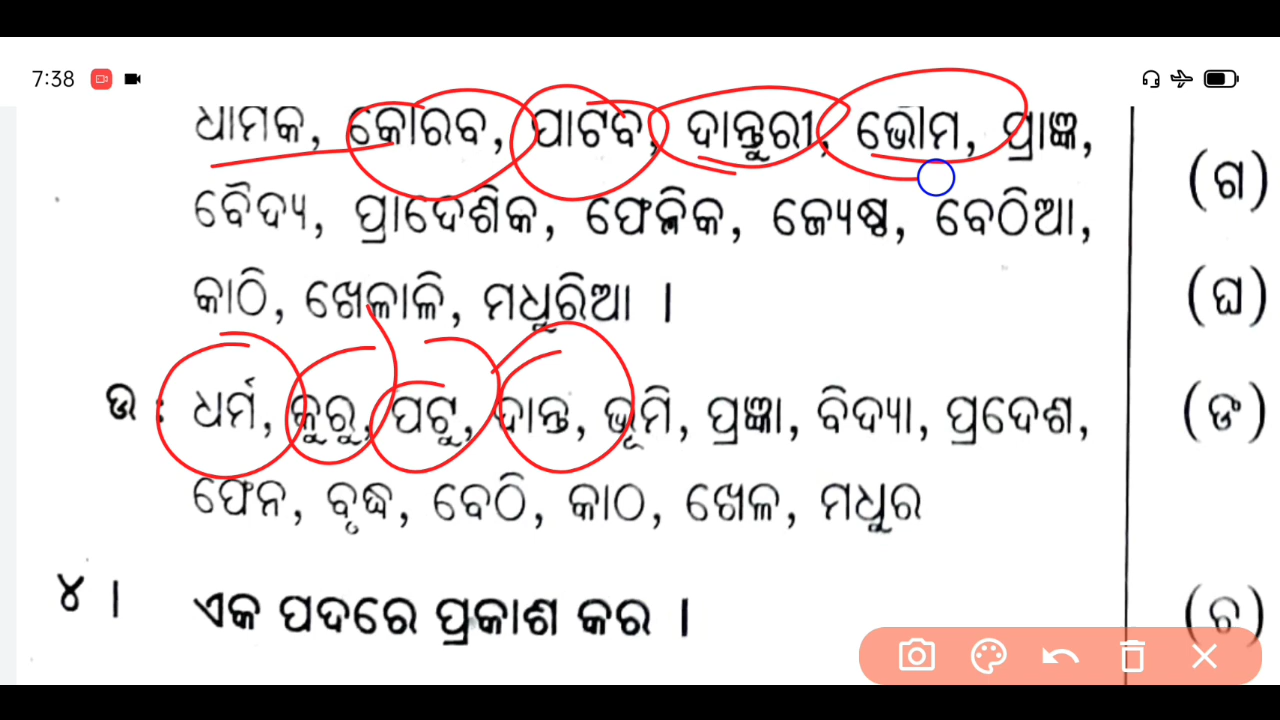 7:38
କୌରବ, ପାଟବ, ଦାନ୍ତୁରୀ, ଭୌମ, ପ୍ରାଜ୍ଞ,
ବୈଦ୍ୟ, ପ୍ରାଦେଶିକ, ଫେନ୍ନିକ, ଜ୍ୟେଷ୍ଠ, ବେଠିଆ,
(ଗ)
କାଠି, ଖେଳାଳି, ମଧୁରିଆ ।
(ଘ)
ଉ : ଧର୍ମ, କୁରୁ, ପଟୁ, ଦାନ୍ତ, ଭୂମି, ପ୍ରଜ୍ଞା, ବିଦ୍ୟା, ପ୍ରଦେଶ,
(ଙ)
ଫେନ, ବୃଦ୍ଧ, ବେଠି, କାଠ, ଖେଳ, ମଧୁର
୪ । ଏକ ପଦରେ ପ୍ରକାଶ କର ।
(ଚ)